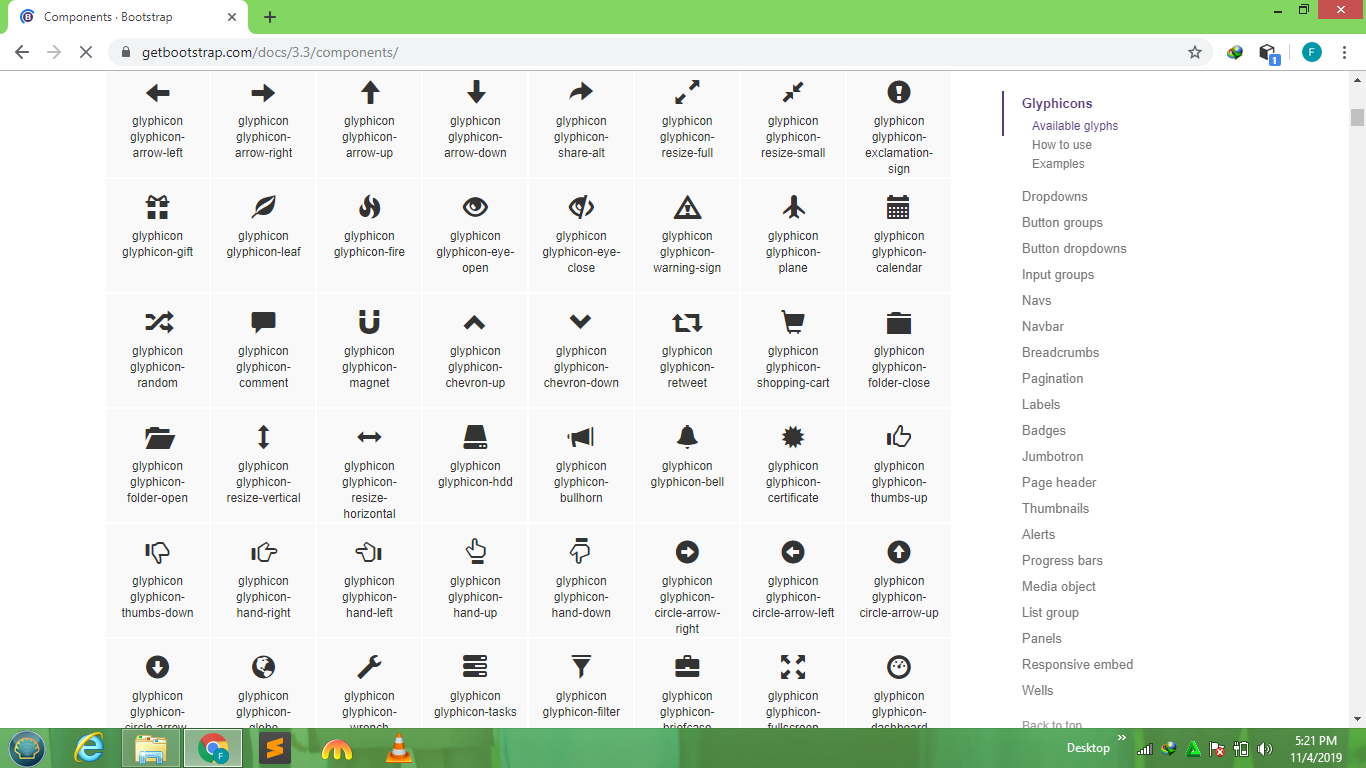 Components · Bootstrap
getbootstrap.com/docs/3.3/components/
F
1
glyphicon
glyphicon-
arrow-left
glyphicon
glyphicon-
arrow-right
glyphicon
glyphicon-
arrow-up
glyphicon
glyphicon-
arrow-down
glyphicon
glyphicon-
share-alt
glyphicon
glyphicon-
resize-full
glyphicon
glyphicon-
resize-small
glyphicon
glyphicon-
exclamation-
sign
glyphicon
glyphicon-gift
glyphicon
glyphicon-leaf
glyphicon
glyphicon-fire
glyphicon
glyphicon-eye-
open
glyphicon
glyphicon-eye-
close
glyphicon
glyphicon-
warning-sign
glyphicon
glyphicon-
plane
glyphicon
glyphicon-
calendar
glyphicon
glyphicon-
random
glyphicon
glyphicon-
comment
glyphicon
glyphicon-
magnet
glyphicon
glyphicon-
chevron-up
glyphicon
glyphicon-
chevron-down
glyphicon
glyphicon-
retweet
glyphicon
glyphicon-
shopping-cart
glyphicon
glyphicon-
folder-close
glyphicon
glyphicon-
folder-open
glyphicon
glyphicon-
resize-vertical
glyphicon
glyphicon-
resize-
horizontal
glyphicon
glyphicon-hdd
glyphicon
glyphicon-
bullhorn
glyphicon
glyphicon-bell
glyphicon
glyphicon-
certificate
glyphicon
glyphicon-
thumbs-up
glyphicon
glyphicon-
thumbs-down
glyphicon
glyphicon-
hand-right
glyphicon
glyphicon-
hand-left
glyphicon
glyphicon-
hand-up
glyphicon
glyphicon-
hand-down
glyphicon
glyphicon-
circle-arrow-
right
glyphicon
glyphicon-
circle-arrow-left
glyphicon
glyphicon-
circle-arrow-up
glyphicon
glyphicon-
circle-arrow-
glyphicon
glyphicon-
globe
glyphicon
glyphicon-
wrench
glyphicon
glyphicon-tasks
glyphicon
glyphicon-filter
glyphicon
glyphicon-
briefcase
glyphicon
glyphicon-
fullscreen
glyphicon
glyphicon-
dashboard
Glyphicons
Available glyphs
How to use
Examples
Dropdowns
Button groups
Button dropdowns
Input groups
Navs
Navbar
Breadcrumbs
Pagination
Labels
Badges
Jumbotron
Page header
Thumbnails
Alerts
Progress bars
Media object
List group
Panels
Responsive embed
Wells
Back to top
Desktop
5:21 PM
11/4/2019